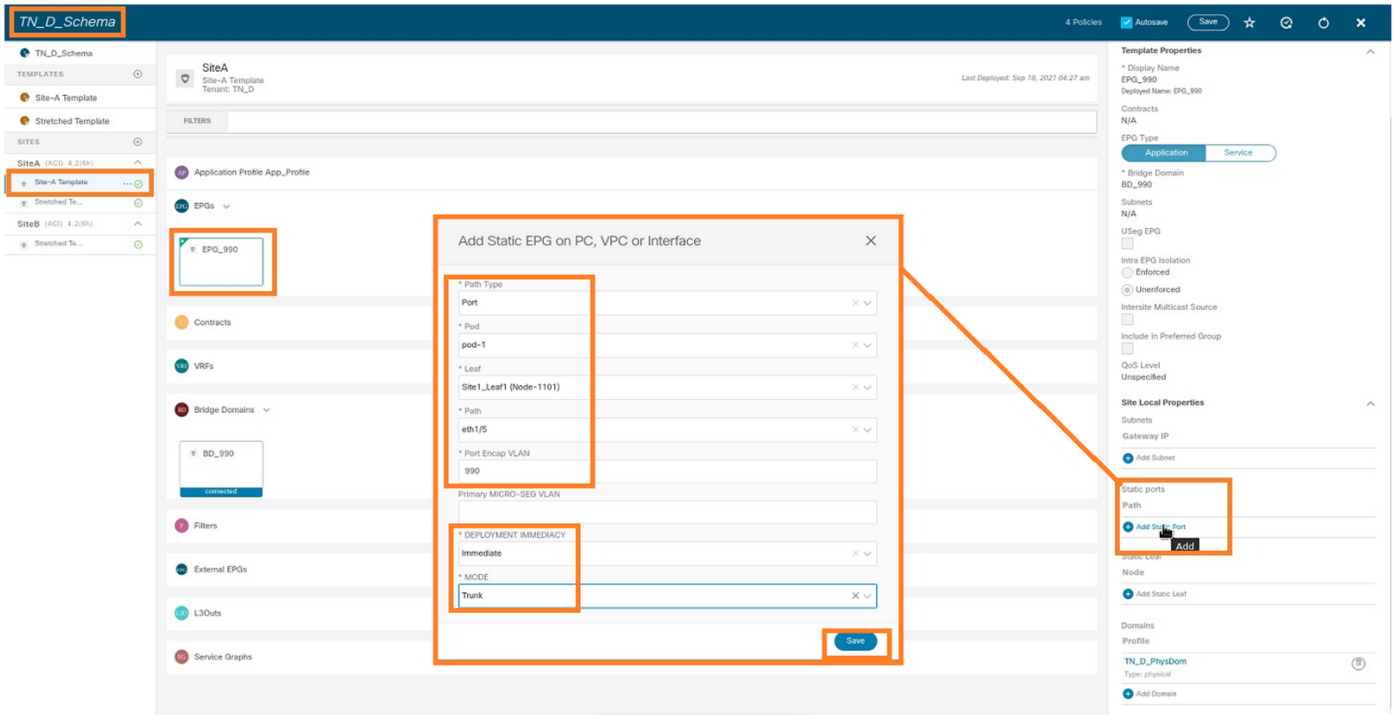 TN_D_Schema
4 Policies
Autosave
Save
TN_D_Schema
TEMPLATES
Site-A Template
Stretched Template
SITES
SiteA (ACI) 4.2(6h)
Site-A Template
Stretched Te...
SiteB (ACI) 4.2(6h)
Stretched Te...
SiteA
Site-A Template
Tenant: TN_D
Last Deployed: Sep 18, 2021 04:27 am
FILTERS
AP Application Profile App_Profile
EPG EPGs
EPG_990
Contracts
VRF VRFs
BD Bridge Domains
BD_990
connected
F Filters
External EPGs
L3Outs
SG Service Graphs
Add Static EPG on PC, VPC or Interface
* Path Type
Port
* Pod
pod-1
* Leaf
Site1_Leaf1 (Node-1101)
* Path
eth1/5
* Port Encap VLAN
990
Primary MICRO-SEG VLAN
* DEPLOYMENT IMMEDIACY
Immediate
* MODE
Trunk
Save
Template Properties
* Display Name
EPG_990
Deployed Name: EPG_990
Contracts
N/A
EPG Type
Application
Service
* Bridge Domain
BD_990
Subnets
N/A
USeg EPG
Intra EPG Isolation
Enforced
Unenforced
Intersite Multicast Source
Include in Preferred Group
QoS Level
Unspecified
Site Local Properties
Subnets
Gateway IP
Add Subnet
Static ports
Path
Add Static Port
Add
Static Leaf
Node
Add Static Leaf
Domains
Profile
TN_D_PhysDom
Type: physical
Add Domain